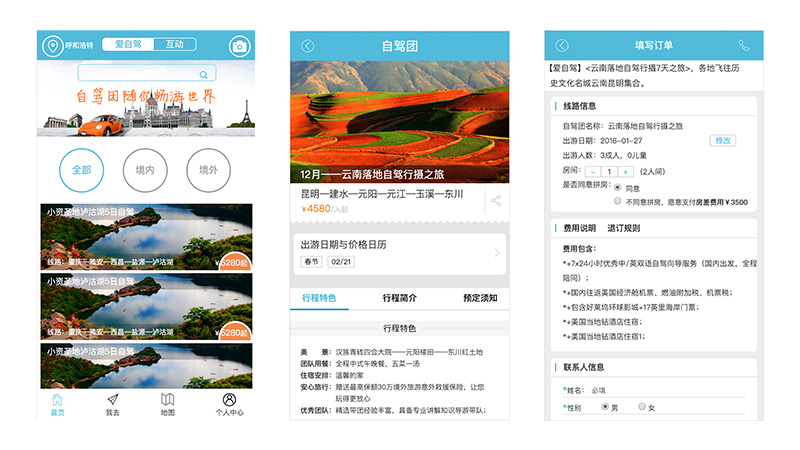 呼和浩特
爱自驾 互动
自驾团随你畅游世界
全部 境内 境外
小资圣地泸沽湖5日自驾
线路：重庆—雅安—西昌—盐源—泸沽湖
¥5280起
小资圣地泸沽湖5日自驾
线路：重庆—雅安—西昌—盐源—泸沽湖
¥5280起
小资圣地泸沽湖5日自驾
首页 我去 地图 个人中心
自驾团
12月——云南落地自驾行摄之旅
昆明—建水—元阳—元江—玉溪—东川
¥4580/人起
出游日期与价格日历
春节 02/21
行程特色 行程简介 预定须知
行程特色
美 景：汉族青砖四合大院——元阳梯田——东川红土地
团队用餐：全程中式午晚餐，五菜一汤
住宿安排：温馨的家
安心旅行：赠送最高保额30万境外旅游意外救援保险，让您
玩得更放心
优秀团队：精选带团经验丰富，具备专业讲解知识导游带队；
填写订单
【爱自驾】<云南落地自驾行摄7天之旅>，各地飞往历
史文化名城云南昆明集合。
线路信息
自驾团名称：云南落地自驾行摄之旅
出游日期：2016-01-27
修改
出游人数：3成人，0儿童
房间： − 1 + (2人间)
是否同意拼房： 同意
不同意拼房，愿意支付房差费用¥3500
费用说明 退订规则
费用包含：
*+7x24小时优秀中/英双语自驾向导服务（国内出发，全程
陪同）；
*+国内往返美国经济舱机票、燃油附加税、机票税；
*+包含好莱坞环球影城+17英里海岸门票；
*+美国当地钻酒店住宿；
*+美国当地钻酒店住宿1；
联系人信息
*姓名： 必填
*性别 男 女